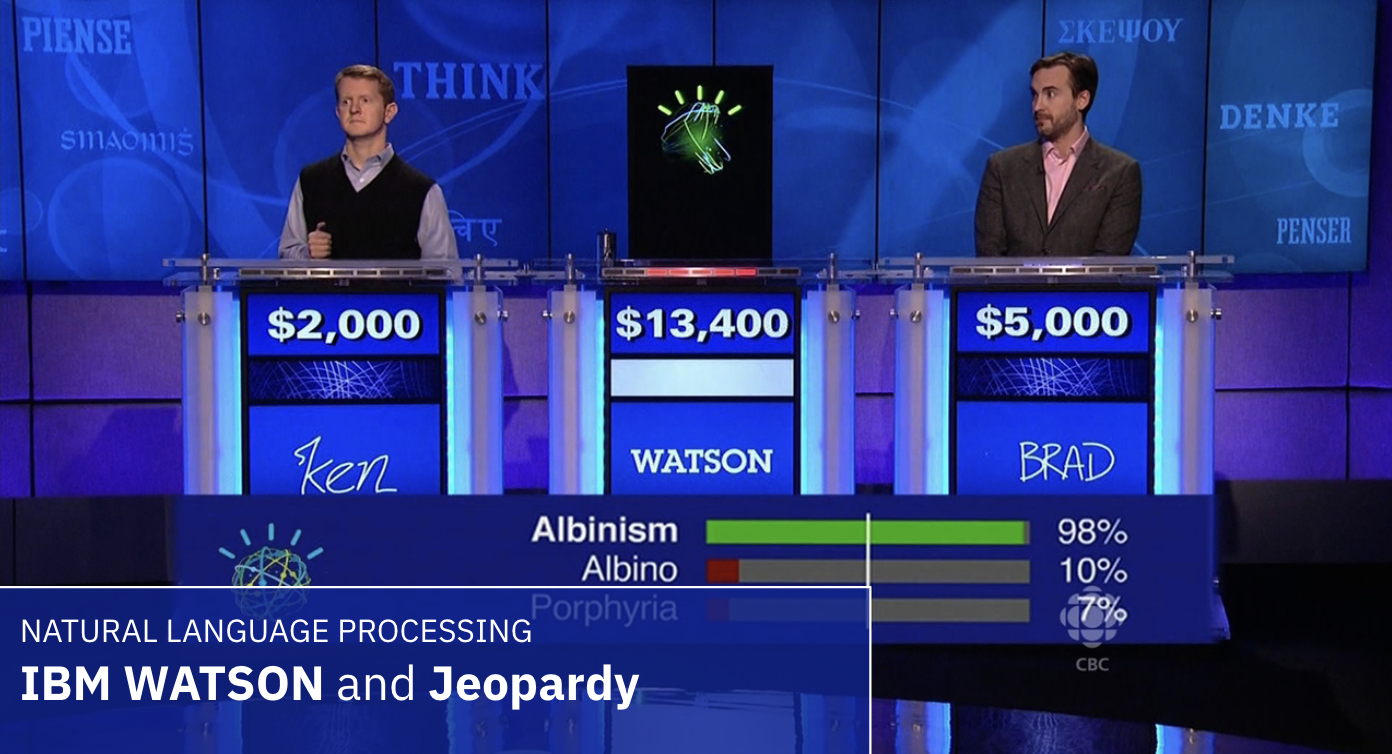 PIENSE
THINK
smaoiniġ
चिए
ΣΚΕΨΟΥ
DENKE
PENSER
$2,000
$13,400
$5,000
Ken
WATSON
BRAD
Albinism 98%
Albino 10%
Porphyria 7%
CBC
NATURAL LANGUAGE PROCESSING
IBM WATSON and Jeopardy